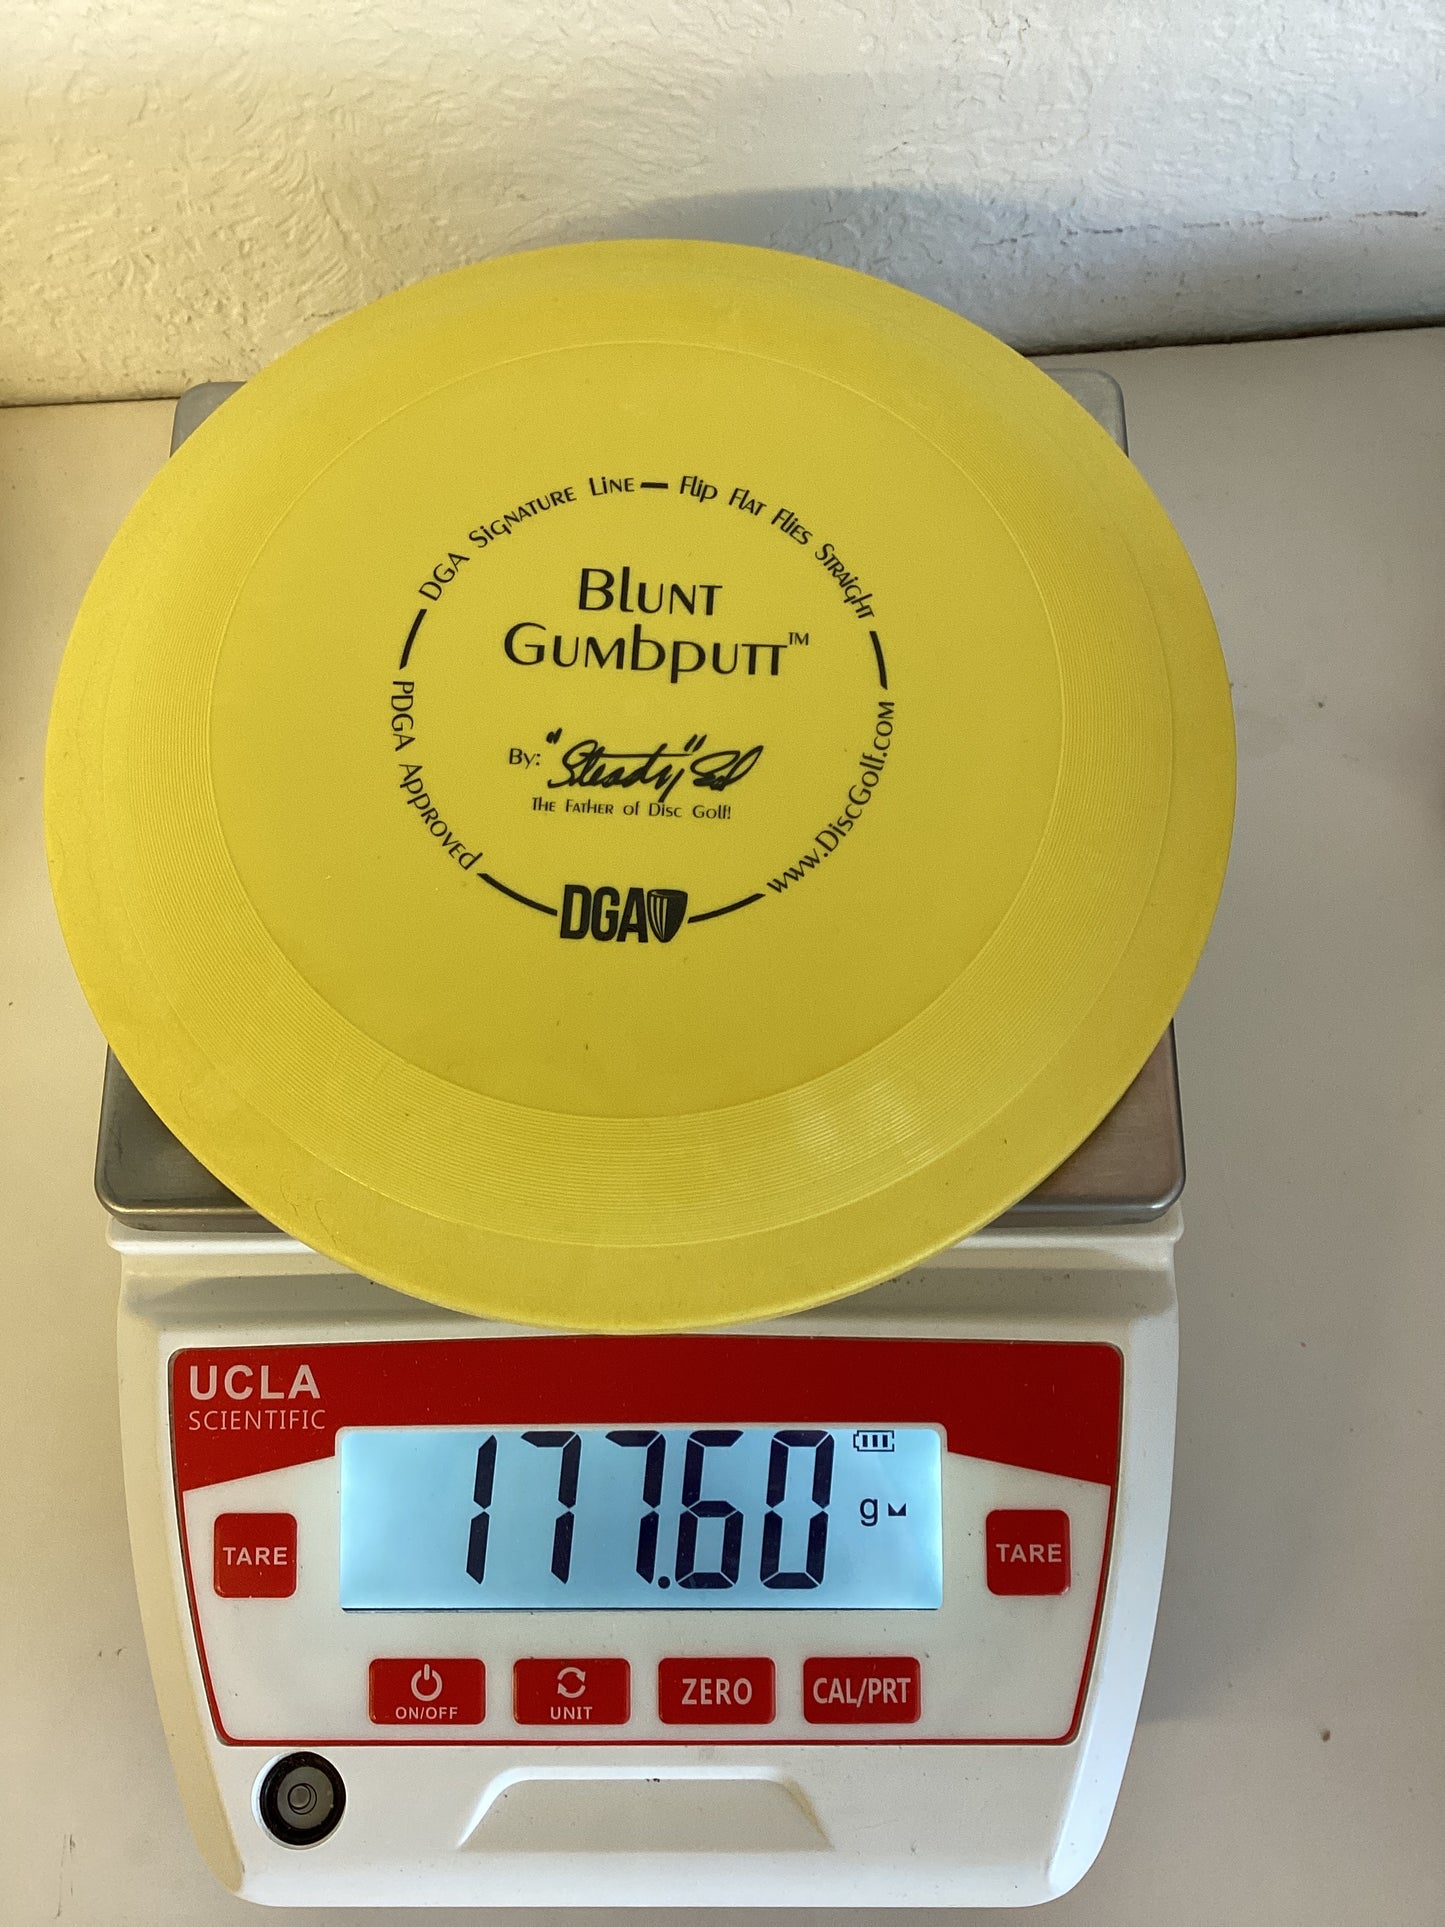 DGA Signature Line — Flip Flat Flies Straight
Blunt
Gumbputt™
By: "Steady" Ed
The Father of Disc Golf!
PDGA Approved
www.DiscGolf.com
DGA
UCLA
SCIENTIFIC
177.60 g
TARE
TARE
ON/OFF
UNIT
ZERO
CAL/PRT